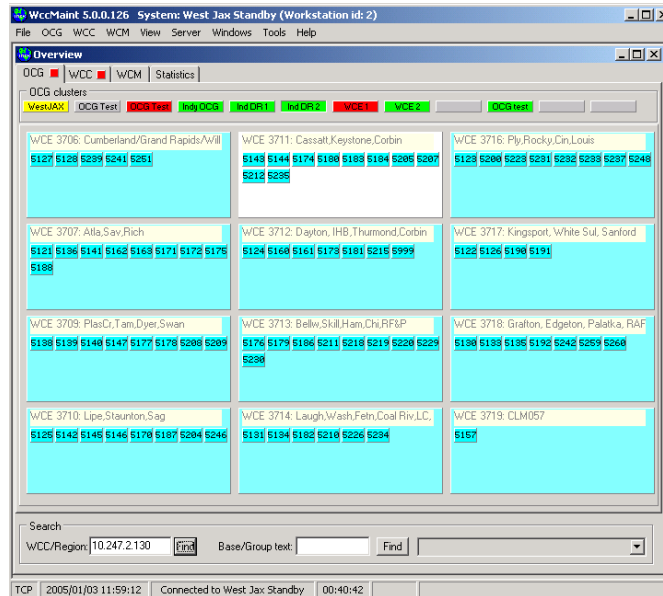 WccMaint 5.0.0.126 System: West Jax Standby (Workstation id: 2)
File OCG WCC WCM View Server Windows Tools Help
Overview
OCG WCC WCM Statistics
OCG clusters
WestJAX OCG Test OCG Test Indy OCG Ind DR 1 Ind DR 2 WCE 1 WCE 2 OCG test
WCE 3706: Cumberland/Grand Rapids/Will WCE 3711: Cassatt,Keystone,Corbin WCE 3716: Ply,Rocky,Cin,Louis
5127 5128 5239 5241 5251 5143 5144 5174 5180 5183 5184 5205 5207 5123 5200 5223 5231 5232 5233 5237 5248
5212 5235
WCE 3707: Atla,Sav,Rich WCE 3712: Dayton, IHB,Thurmond,Corbin WCE 3717: Kingsport, White Sul, Sanford
5121 5136 5141 5162 5163 5171 5172 5175 5124 5160 5161 5173 5181 5215 5999 5122 5126 5190 5191
5188
WCE 3709: PlasCr,Tam,Dyer,Swan WCE 3713: Bellw,Skill,Ham,Chi,RF&P WCE 3718: Grafton, Edgeton, Palatka, RAF
5138 5139 5140 5147 5177 5178 5208 5209 5176 5179 5186 5211 5218 5219 5220 5229 5130 5133 5135 5192 5242 5259 5260
5230
WCE 3710: Lipe,Staunton,Sag WCE 3714: Laugh,Wash,Fetn,Coal Riv,LC, WCE 3719: CLM057
5125 5142 5145 5146 5170 5187 5204 5246 5131 5134 5182 5210 5226 5234 5157
Search
WCC/Region: 10.247.2.130 Find Base/Group text: Find
TCP 2005/01/03 11:59:12 Connected to West Jax Standby 00:40:42